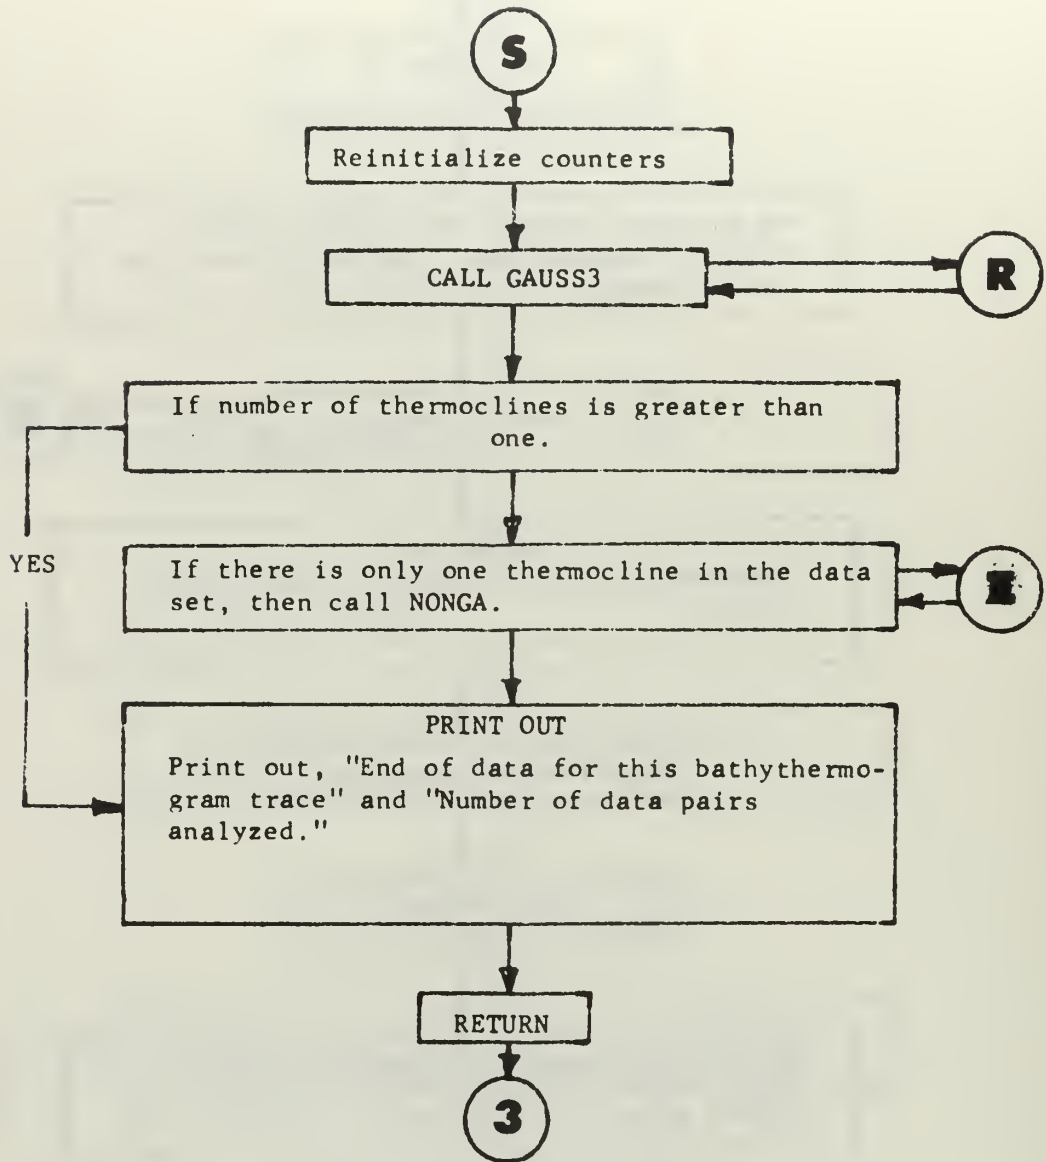 S
Reinitialize counters
CALL GAUSS3
R
If number of thermoclines is greater than
one.
YES
If there is only one thermocline in the data
set, then call NONGA.
PRINT OUT
Print out, "End of data for this bathythermo-
gram trace" and "Number of data pairs
analyzed."
RETURN
3